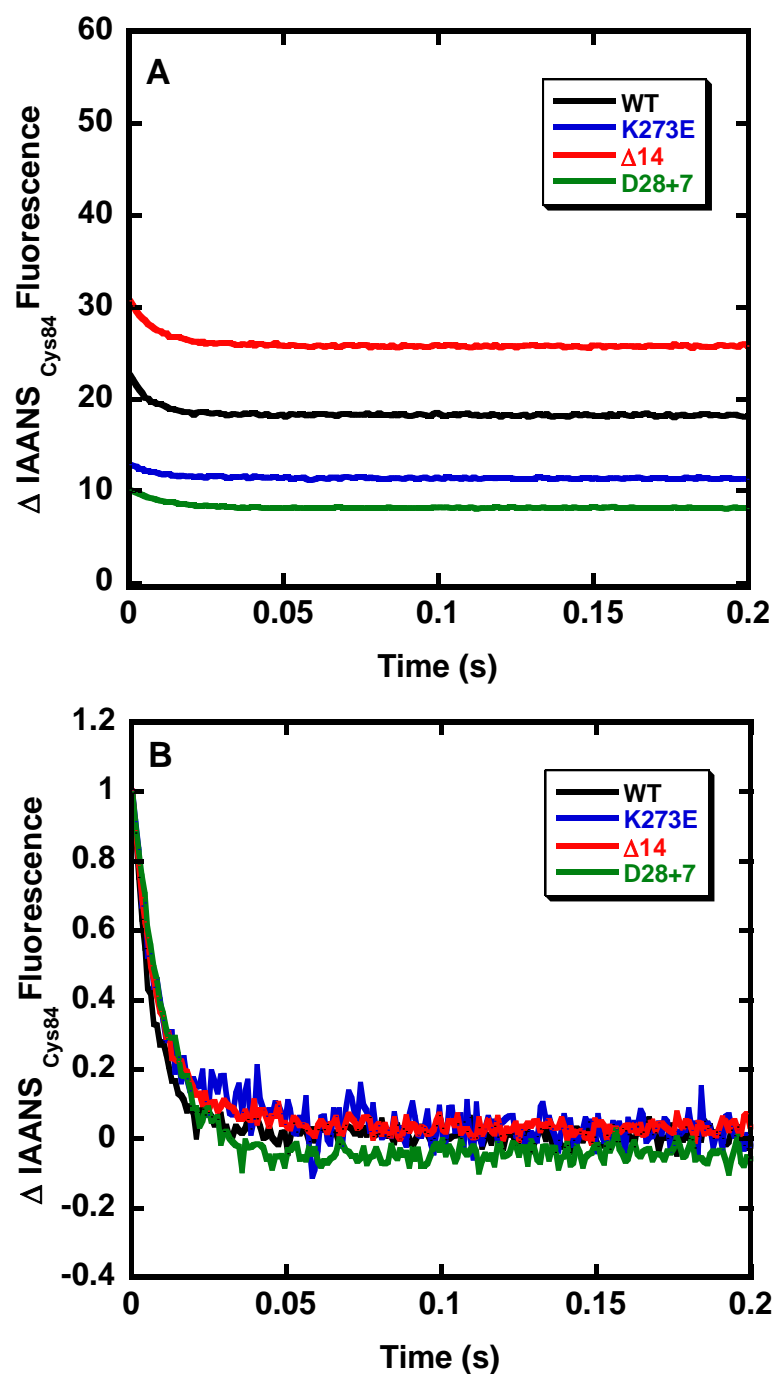 A
WT
K273E
Δ14
D28+7
Δ IAANS Cys84 Fluorescence
60
50
40
30
20
10
0
0 0.05 0.1 0.15 0.2
Time (s)
B
WT
K273E
Δ14
D28+7
Δ IAANS Cys84 Fluorescence
1.2
1
0.8
0.6
0.4
0.2
0
-0.2
-0.4
0 0.05 0.1 0.15 0.2
Time (s)